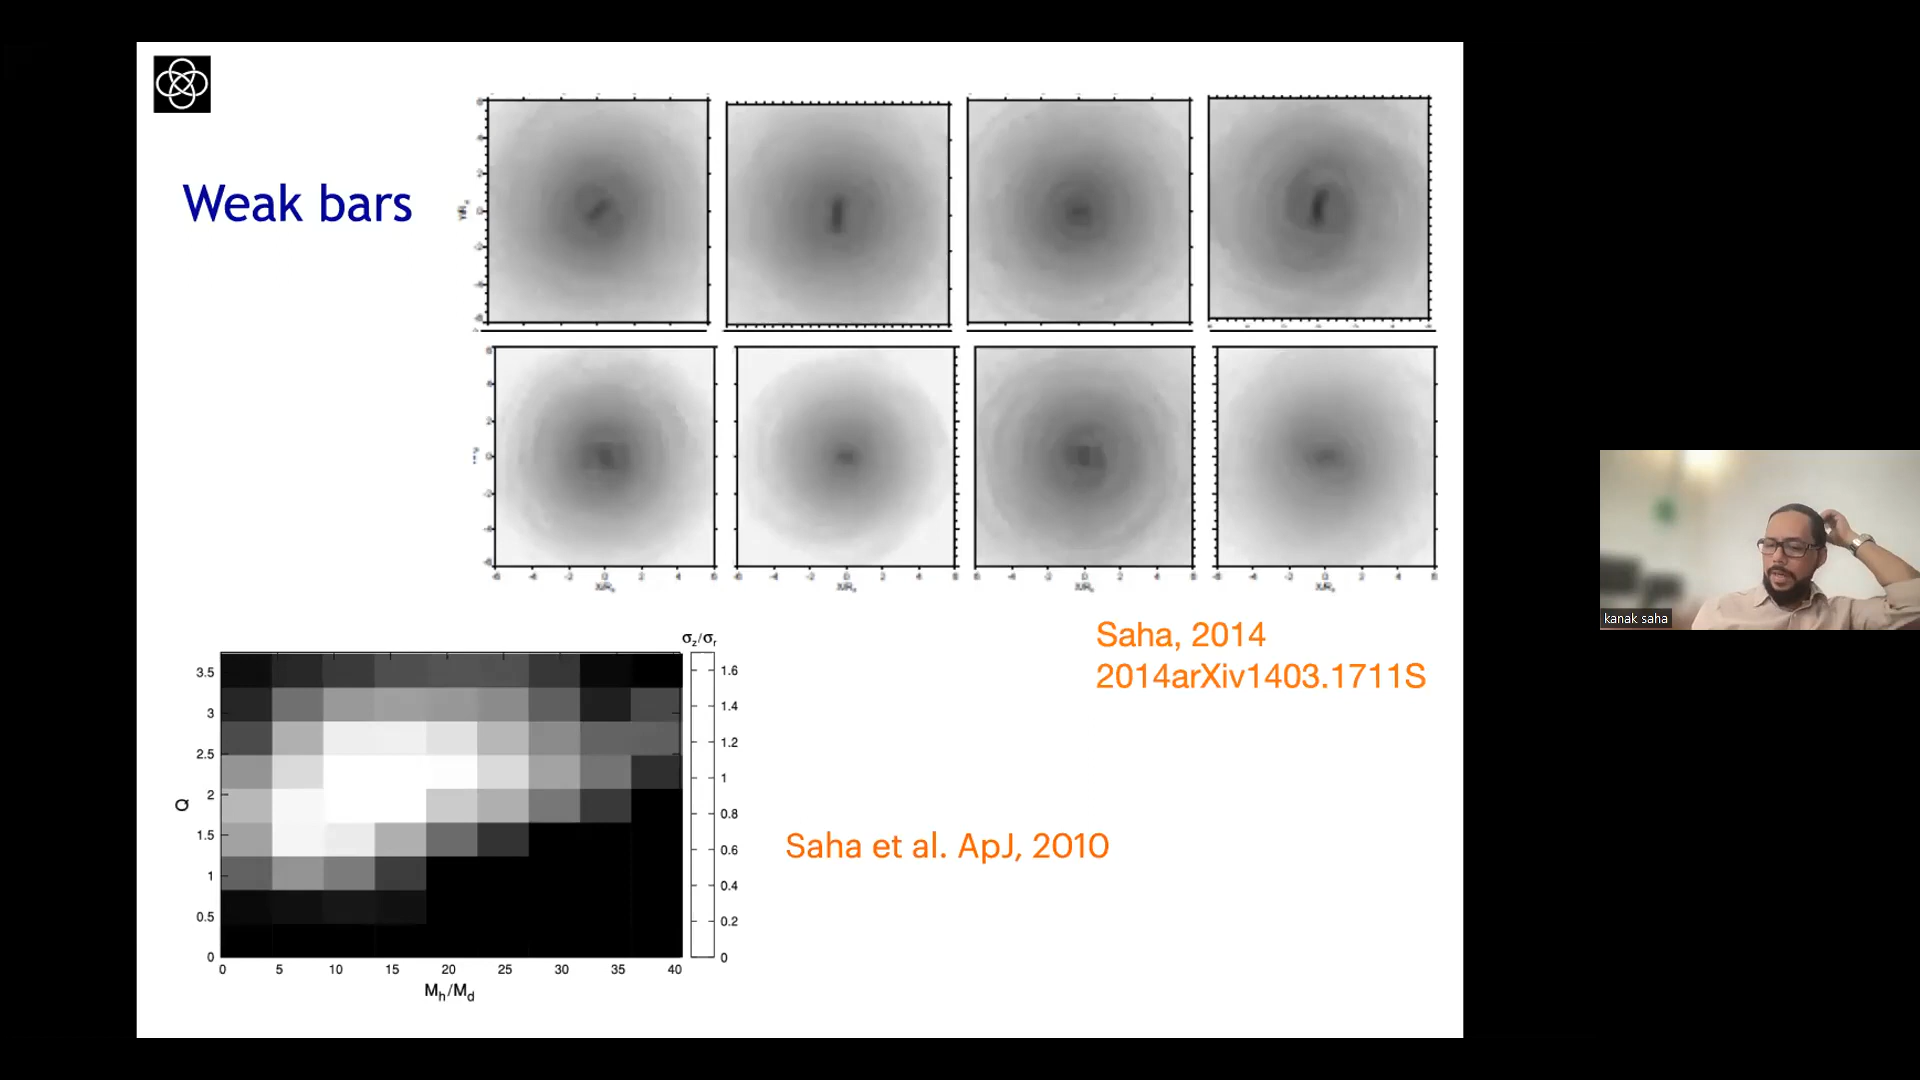 Weak bars
Saha, 2014
2014arXiv1403.1711S
Saha et al. ApJ, 2010
σz/σr
1.6
1.4
1.2
1
0.8
0.6
0.4
0.2
0
Q
3.5
3
2.5
2
1.5
1
0.5
0
0 5 10 15 20 25 30 35 40
Mh/Md
kanak saha